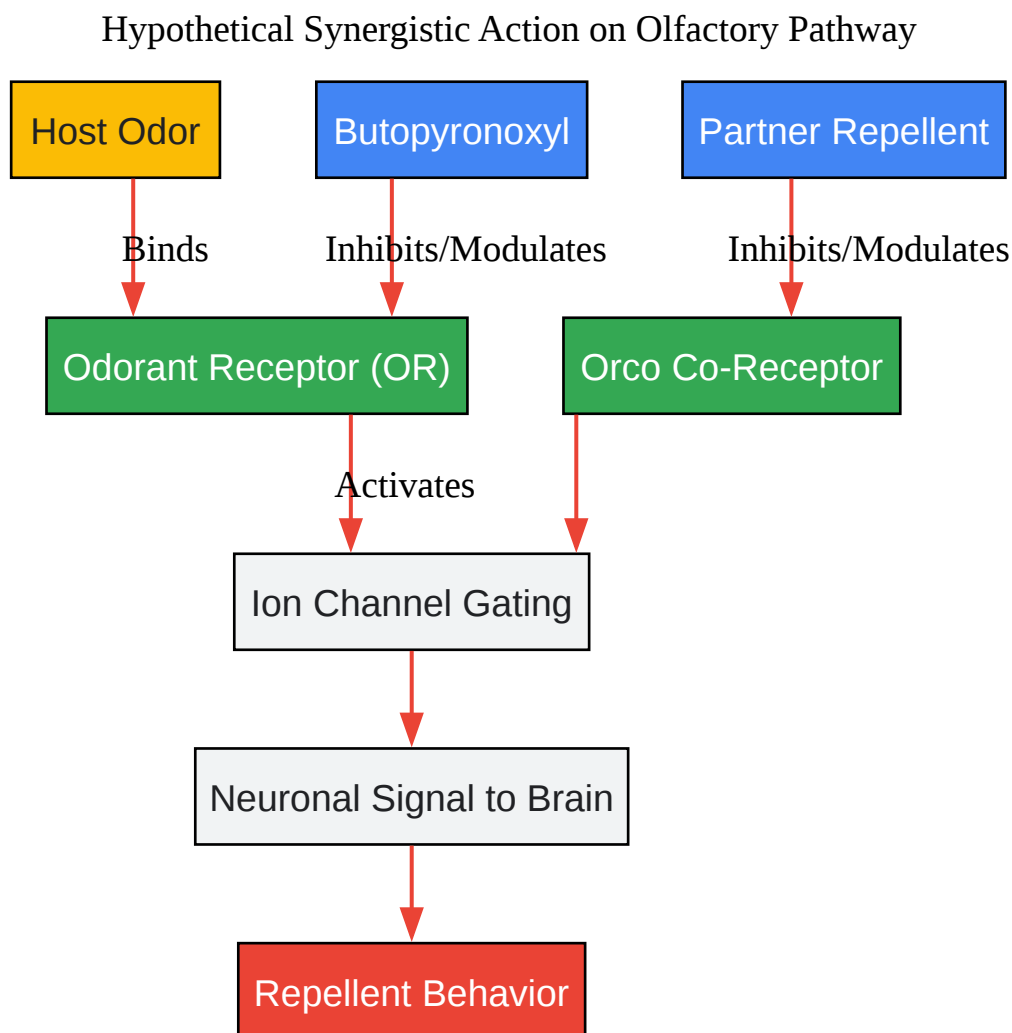 Hypothetical Synergistic Action on Olfactory Pathway
Host Odor
Butopyronoxyl
Partner Repellent
Binds
Inhibits/Modulates
Inhibits/Modulates
Odorant Receptor (OR)
Orco Co-Receptor
Activates
Ion Channel Gating
Neuronal Signal to Brain
Repellent Behavior